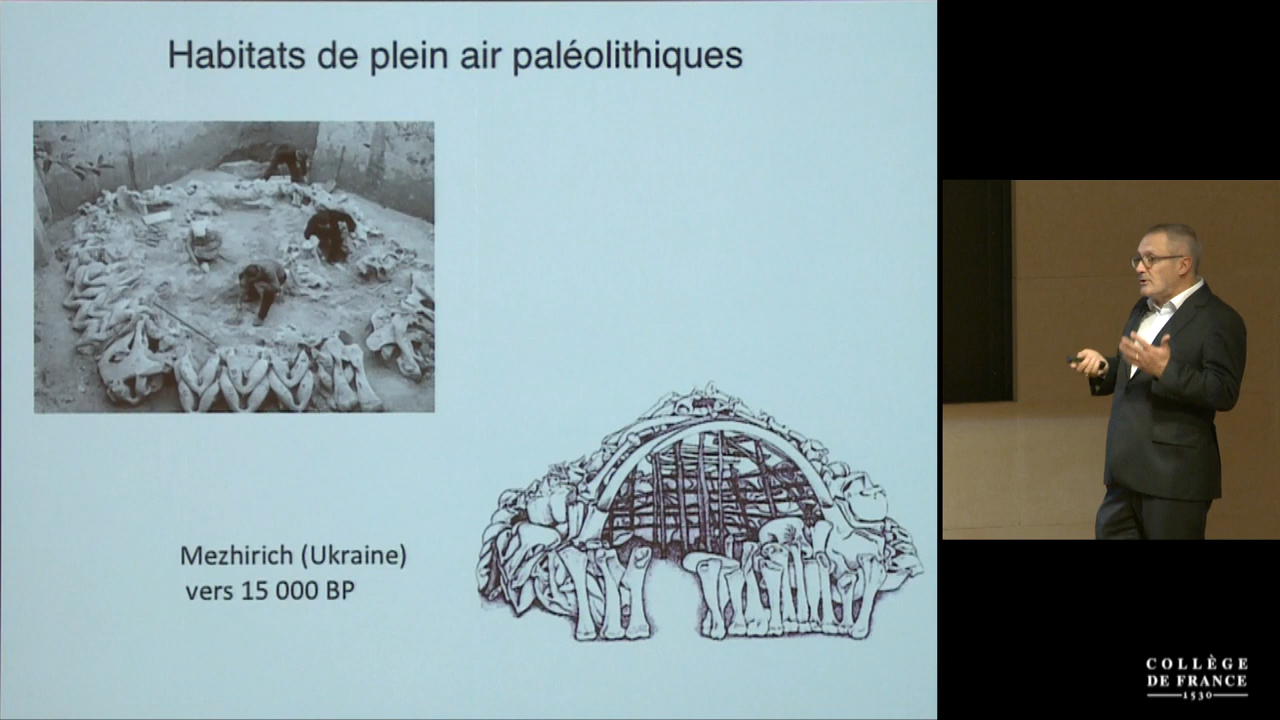 Habitats de plein air paléolithiques
Mezhirich (Ukraine)
vers 15 000 BP
COLLÈGE
DE FRANCE
1530